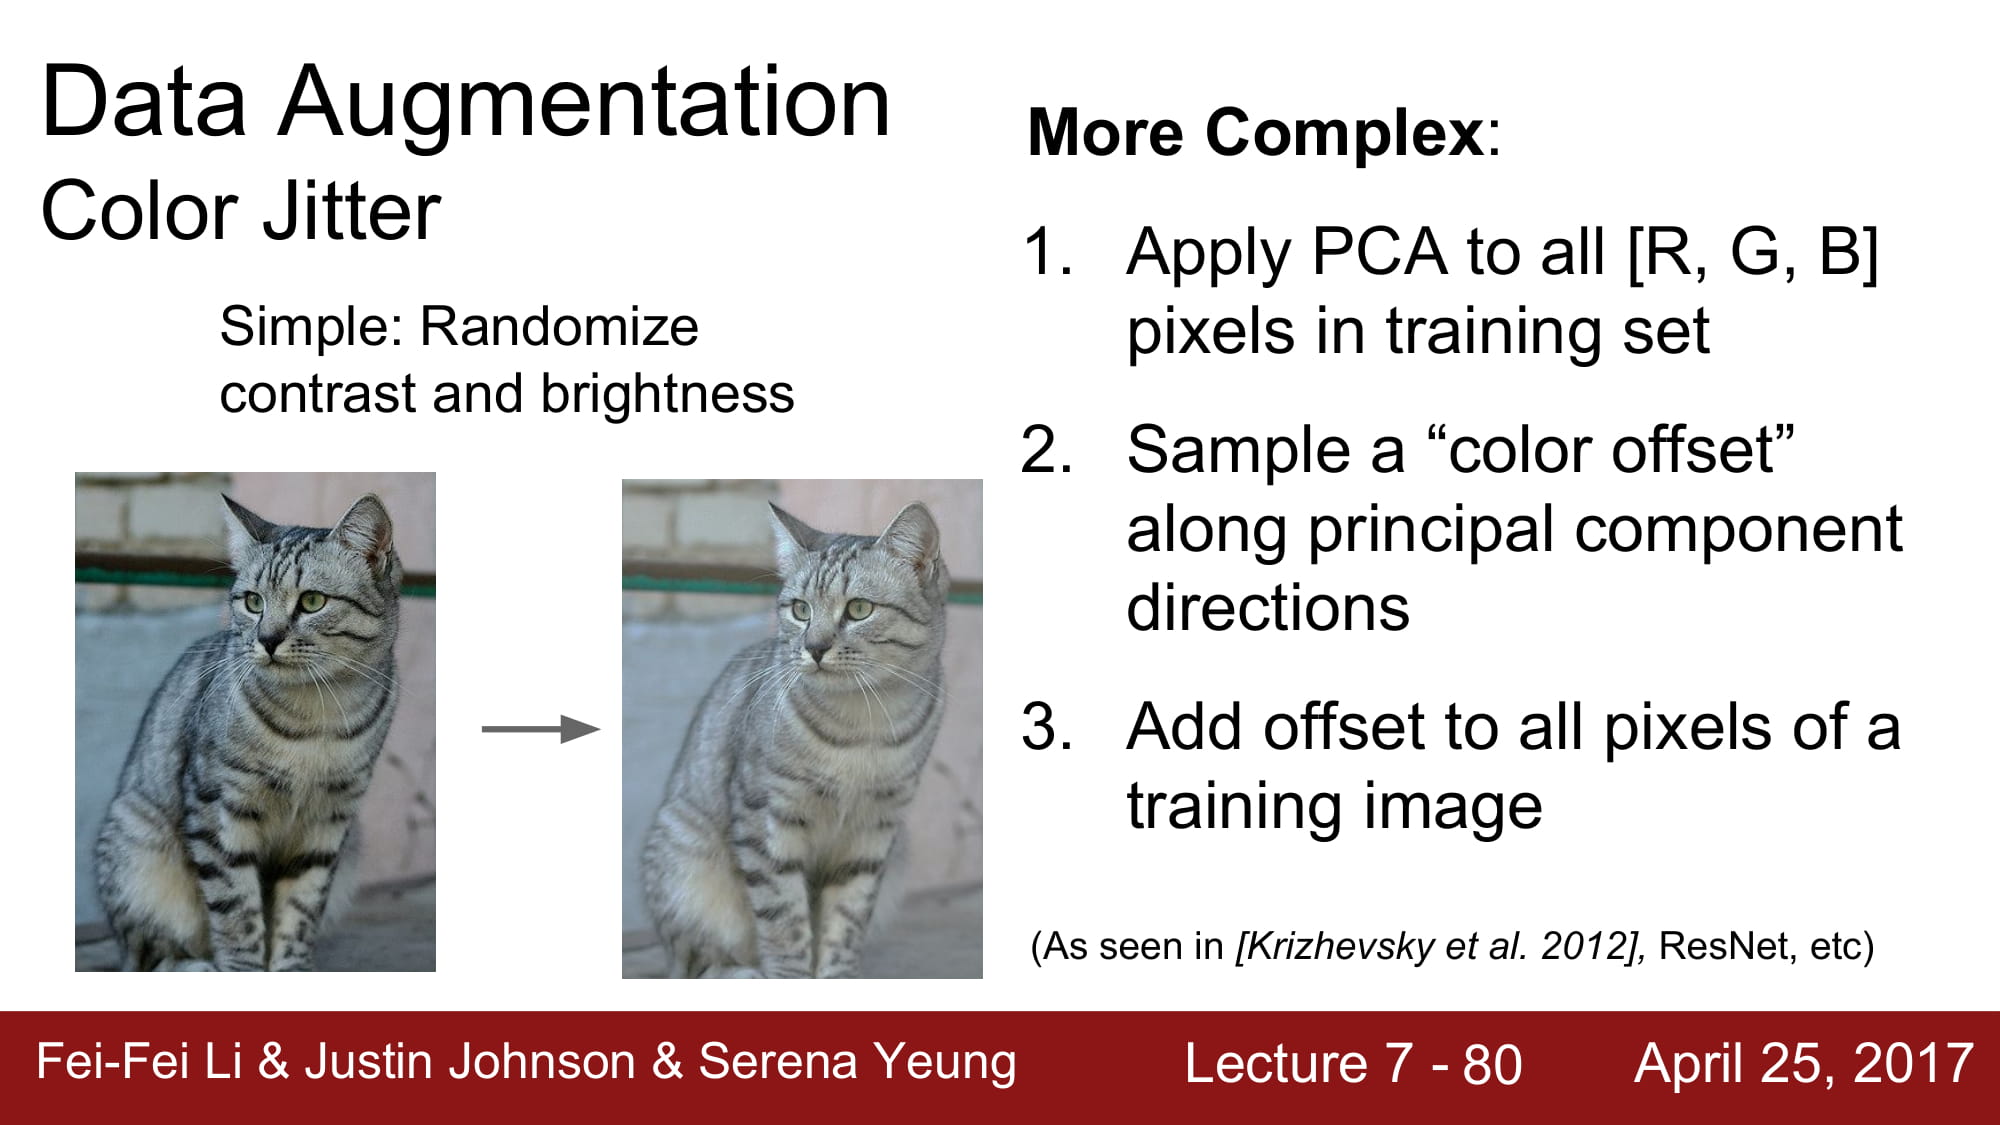 Data Augmentation
Color Jitter
Simple: Randomize
contrast and brightness
More Complex:
1. Apply PCA to all [R, G, B]
pixels in training set
2. Sample a “color offset”
along principal component
directions
3. Add offset to all pixels of a
training image
(As seen in [Krizhevsky et al. 2012], ResNet, etc)
Fei-Fei Li & Justin Johnson & Serena Yeung
Lecture 7 - 80
April 25, 2017